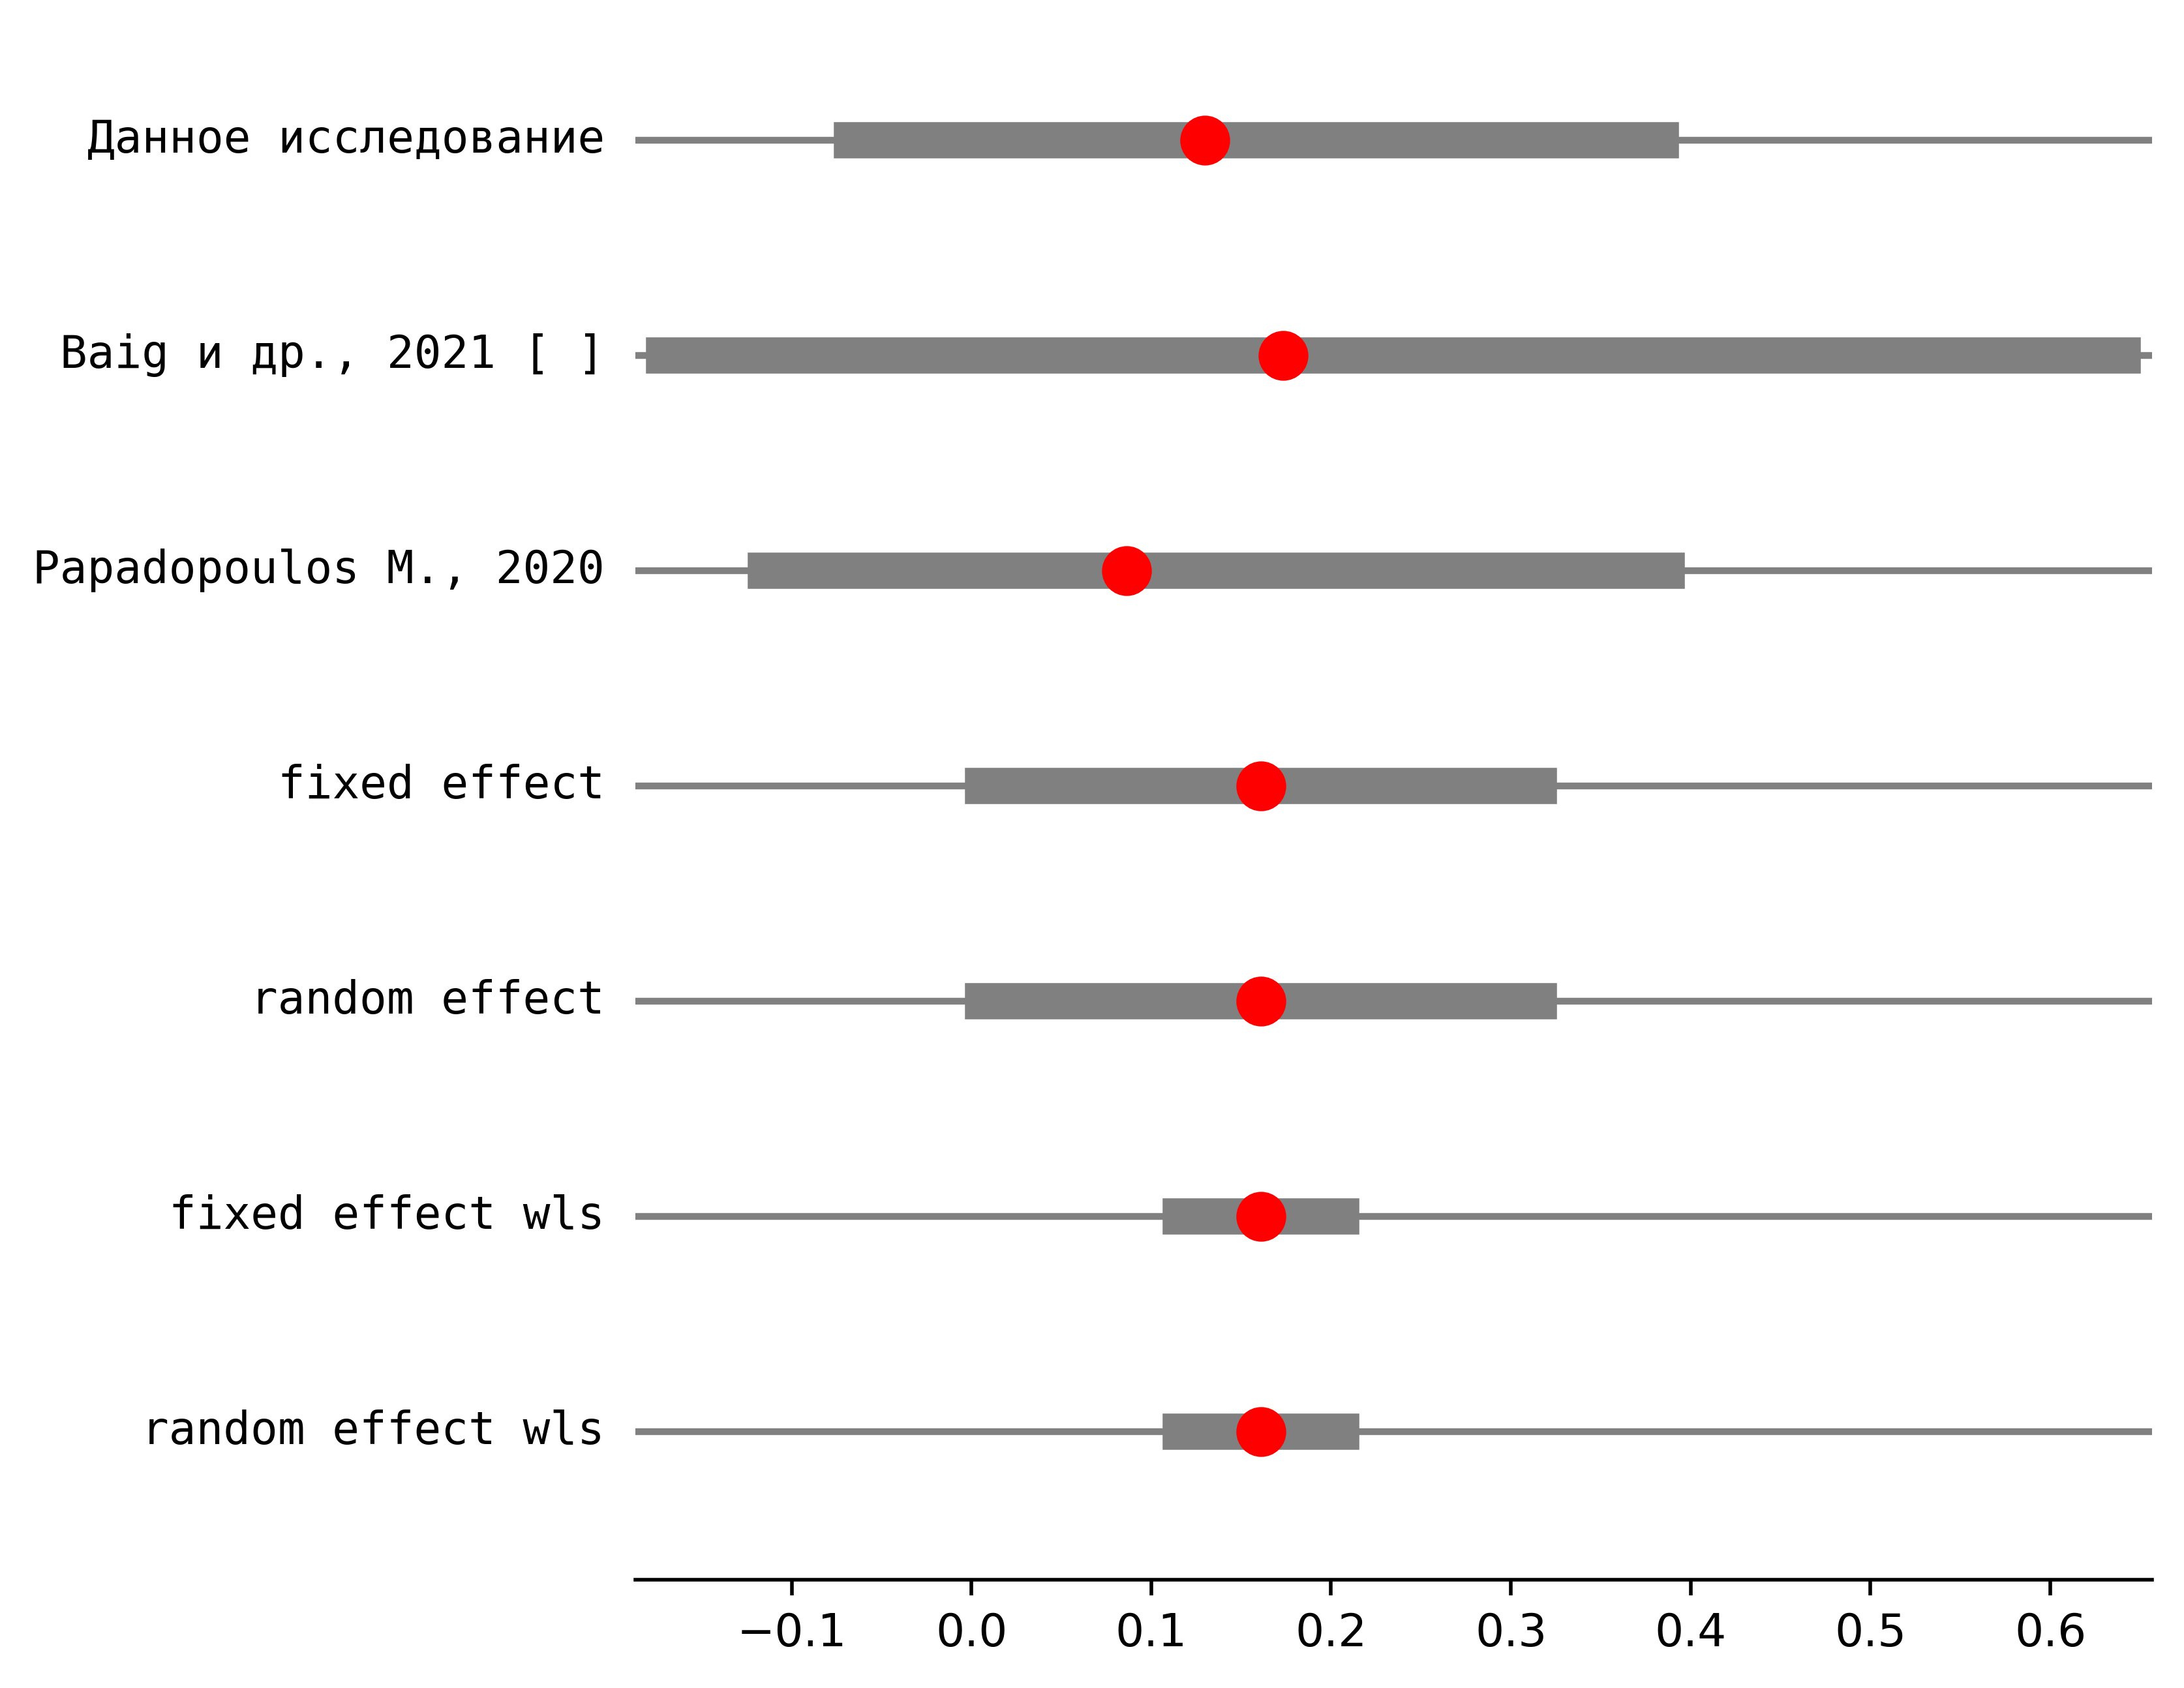 Данное исследование
Baig и др., 2021 [ ]
Papadopoulos M., 2020
fixed effect
random effect
fixed effect wls
random effect wls
−0.1 0.0 0.1 0.2 0.3 0.4 0.5 0.6